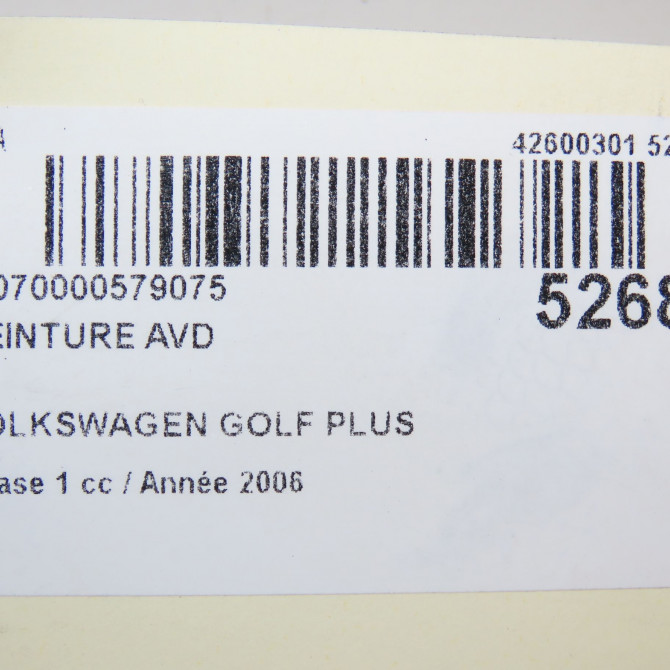 42600301 52
070000579075
5268
EINTURE AVD
OLKSWAGEN GOLF PLUS
ase 1 cc / Année 2006